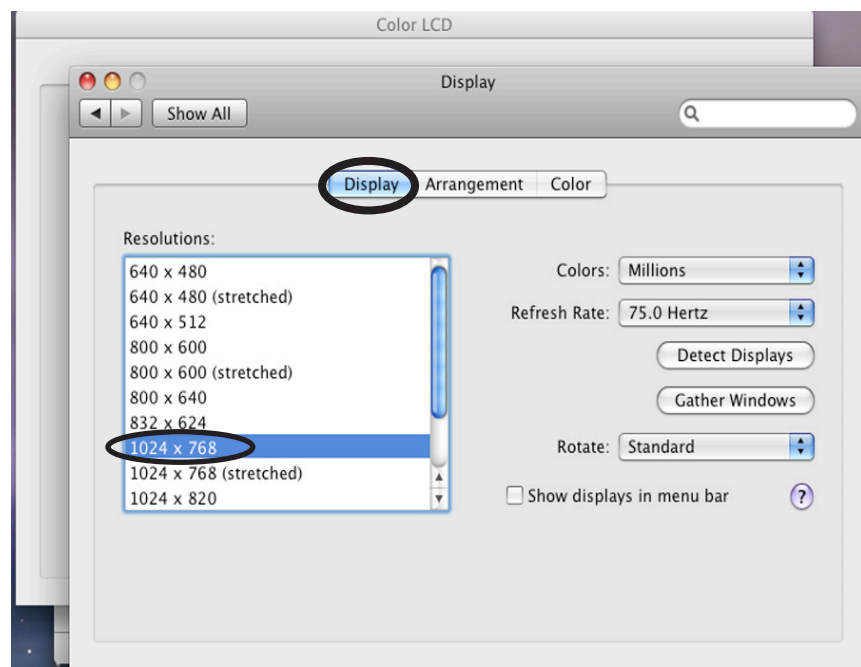 Color LCD
Display
Show All
Display Arrangement Color
Resolutions:
640 x 480
640 x 480 (stretched)
640 x 512
800 x 600
800 x 600 (stretched)
800 x 640
832 x 624
1024 x 768
1024 x 768 (stretched)
1024 x 820
Colors: Millions
Refresh Rate: 75.0 Hertz
Detect Displays
Gather Windows
Rotate: Standard
Show displays in menu bar ?